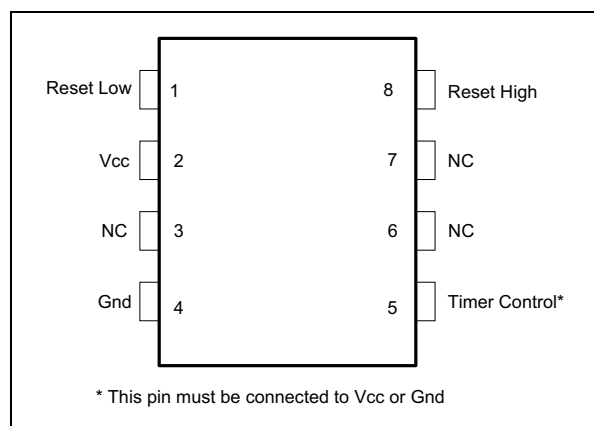 Reset Low 1 8 Reset High
Vcc 2 7 NC
NC 3 6 NC
Gnd 4 5 Timer Control*
* This pin must be connected to Vcc or Gnd